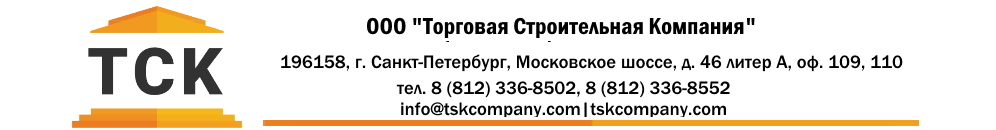 ТСК
ООО "Торговая Строительная Компания"
196158, г. Санкт-Петербург, Московское шоссе, д. 46 литер А, оф. 109, 110
тел. 8 (812) 336-8502, 8 (812) 336-8552
info@tskcompany.com|tskcompany.com